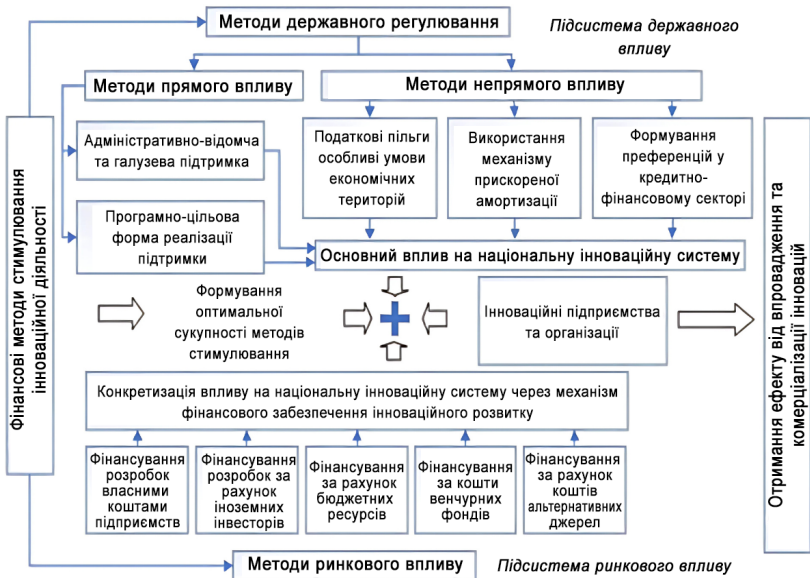 Методи державного регулювання
Підсистема державного
впливу
Методи прямого впливу
Методи непрямого впливу
Фінансові методи стимулювання
інноваційної діяльності
Адміністративно-відомча
та галузева підтримка
Програмно-цільова
форма реалізації
підтримки
Податкові пільги
особливі умови
економічних
територій
Використання
механізму
прискореної
амортизації
Формування
преференцій у
кредитно-
фінансовому секторі
Основний вплив на національну інноваційну систему
Формування
оптимальної
сукупності методів
стимулювання
Інноваційні підприємства
та організації
Отримання ефекту від впровадження та
комерціалізації інновацій
Конкретизація впливу на національну інноваційну систему через механізм
фінансового забезпечення інноваційного розвитку
Фінансування
розробок
власними
коштами
підприємств
Фінансування
розробок за
рахунок
іноземних
інвесторів
Фінансування
за рахунок
бюджетних
ресурсів
Фінансування
за кошти
венчурних
фондів
Фінансування
за рахунок
коштів
альтернативних
джерел
Методи ринкового впливу
Підсистема ринкового впливу